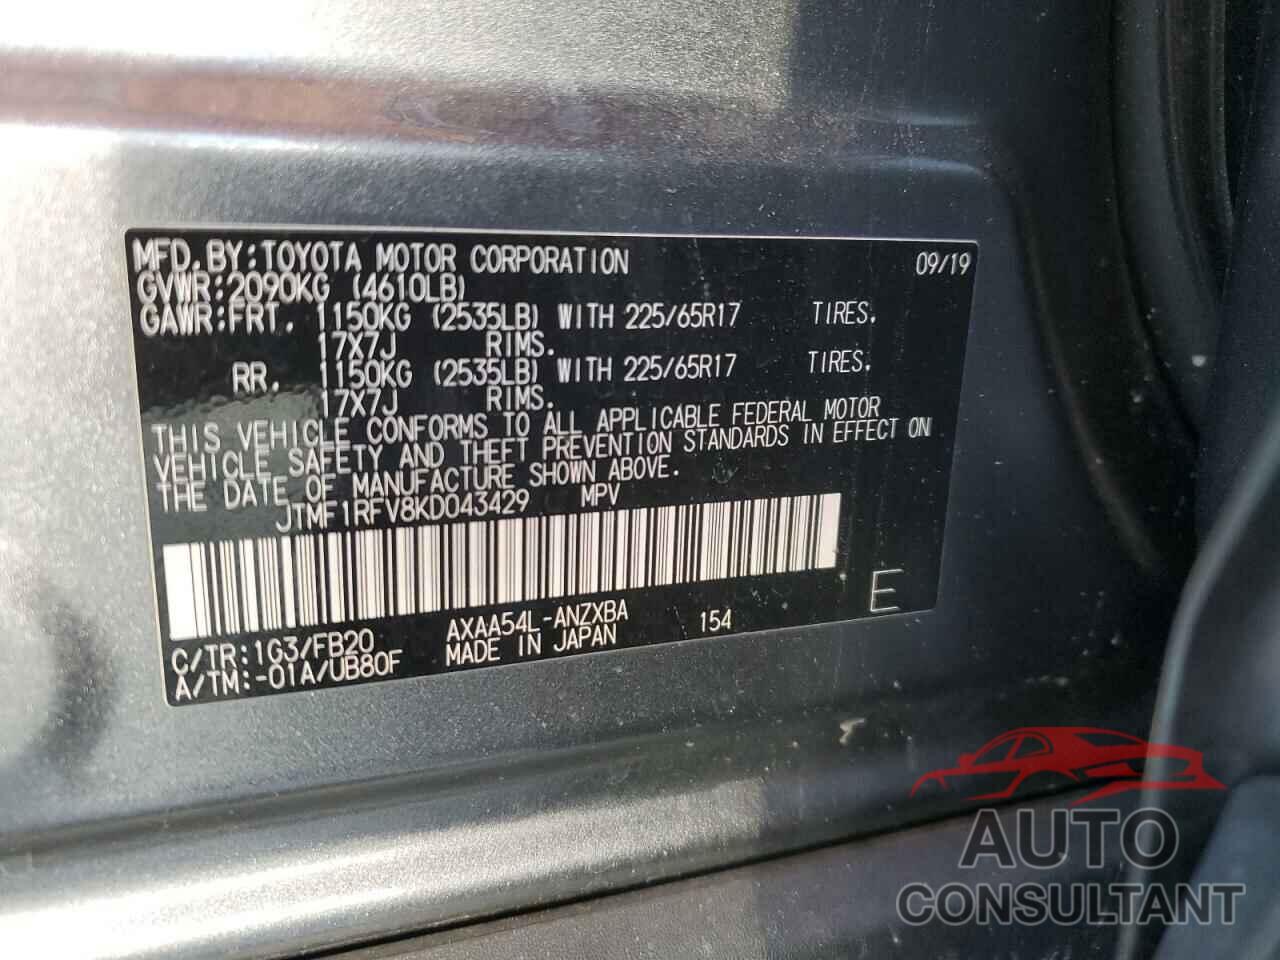 MFD. BY: TOYOTA MOTOR CORPORATION 09/19
GVWR: 2090KG (4610LB)
GAWR: FRT. 1150KG (2535LB) WITH 225/65R17 TIRES.
17X7J RIMS.
RR. 1150KG (2535LB) WITH 225/65R17 TIRES.
17X7J RIMS.
THIS VEHICLE CONFORMS TO ALL APPLICABLE FEDERAL MOTOR
VEHICLE SAFETY AND THEFT PREVENTION STANDARDS IN EFFECT ON
THE DATE OF MANUFACTURE SHOWN ABOVE.
JTMF1RFV8KD043429 MPV
C/TR: 1G3/FB20 AXAA54L-ANZXBA 154 E
A/TM: -01A/UB80F MADE IN JAPAN
AUTO
CONSULTANT